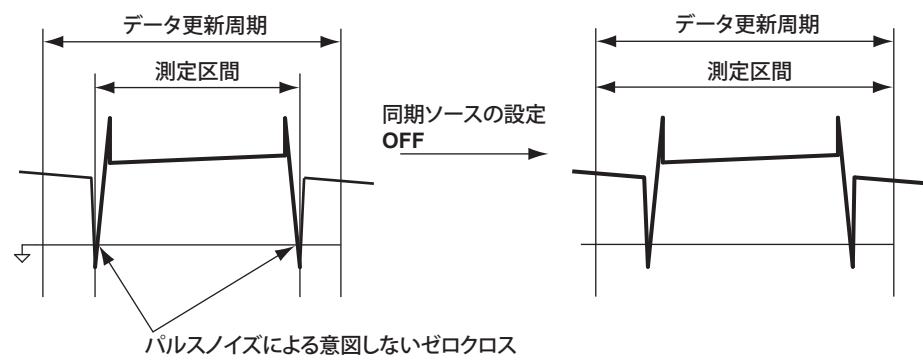 データ更新周期
測定区間
同期ソースの設定
OFF
データ更新周期
測定区間
パルスノイズによる意図しないゼロクロス